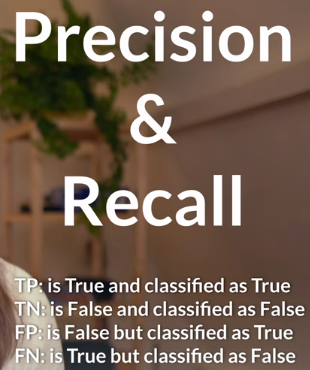 Precision
&
Recall
TP: is True and classified as True
TN: is False and classified as False
FP: is False but classified as True
FN: is True but classified as False